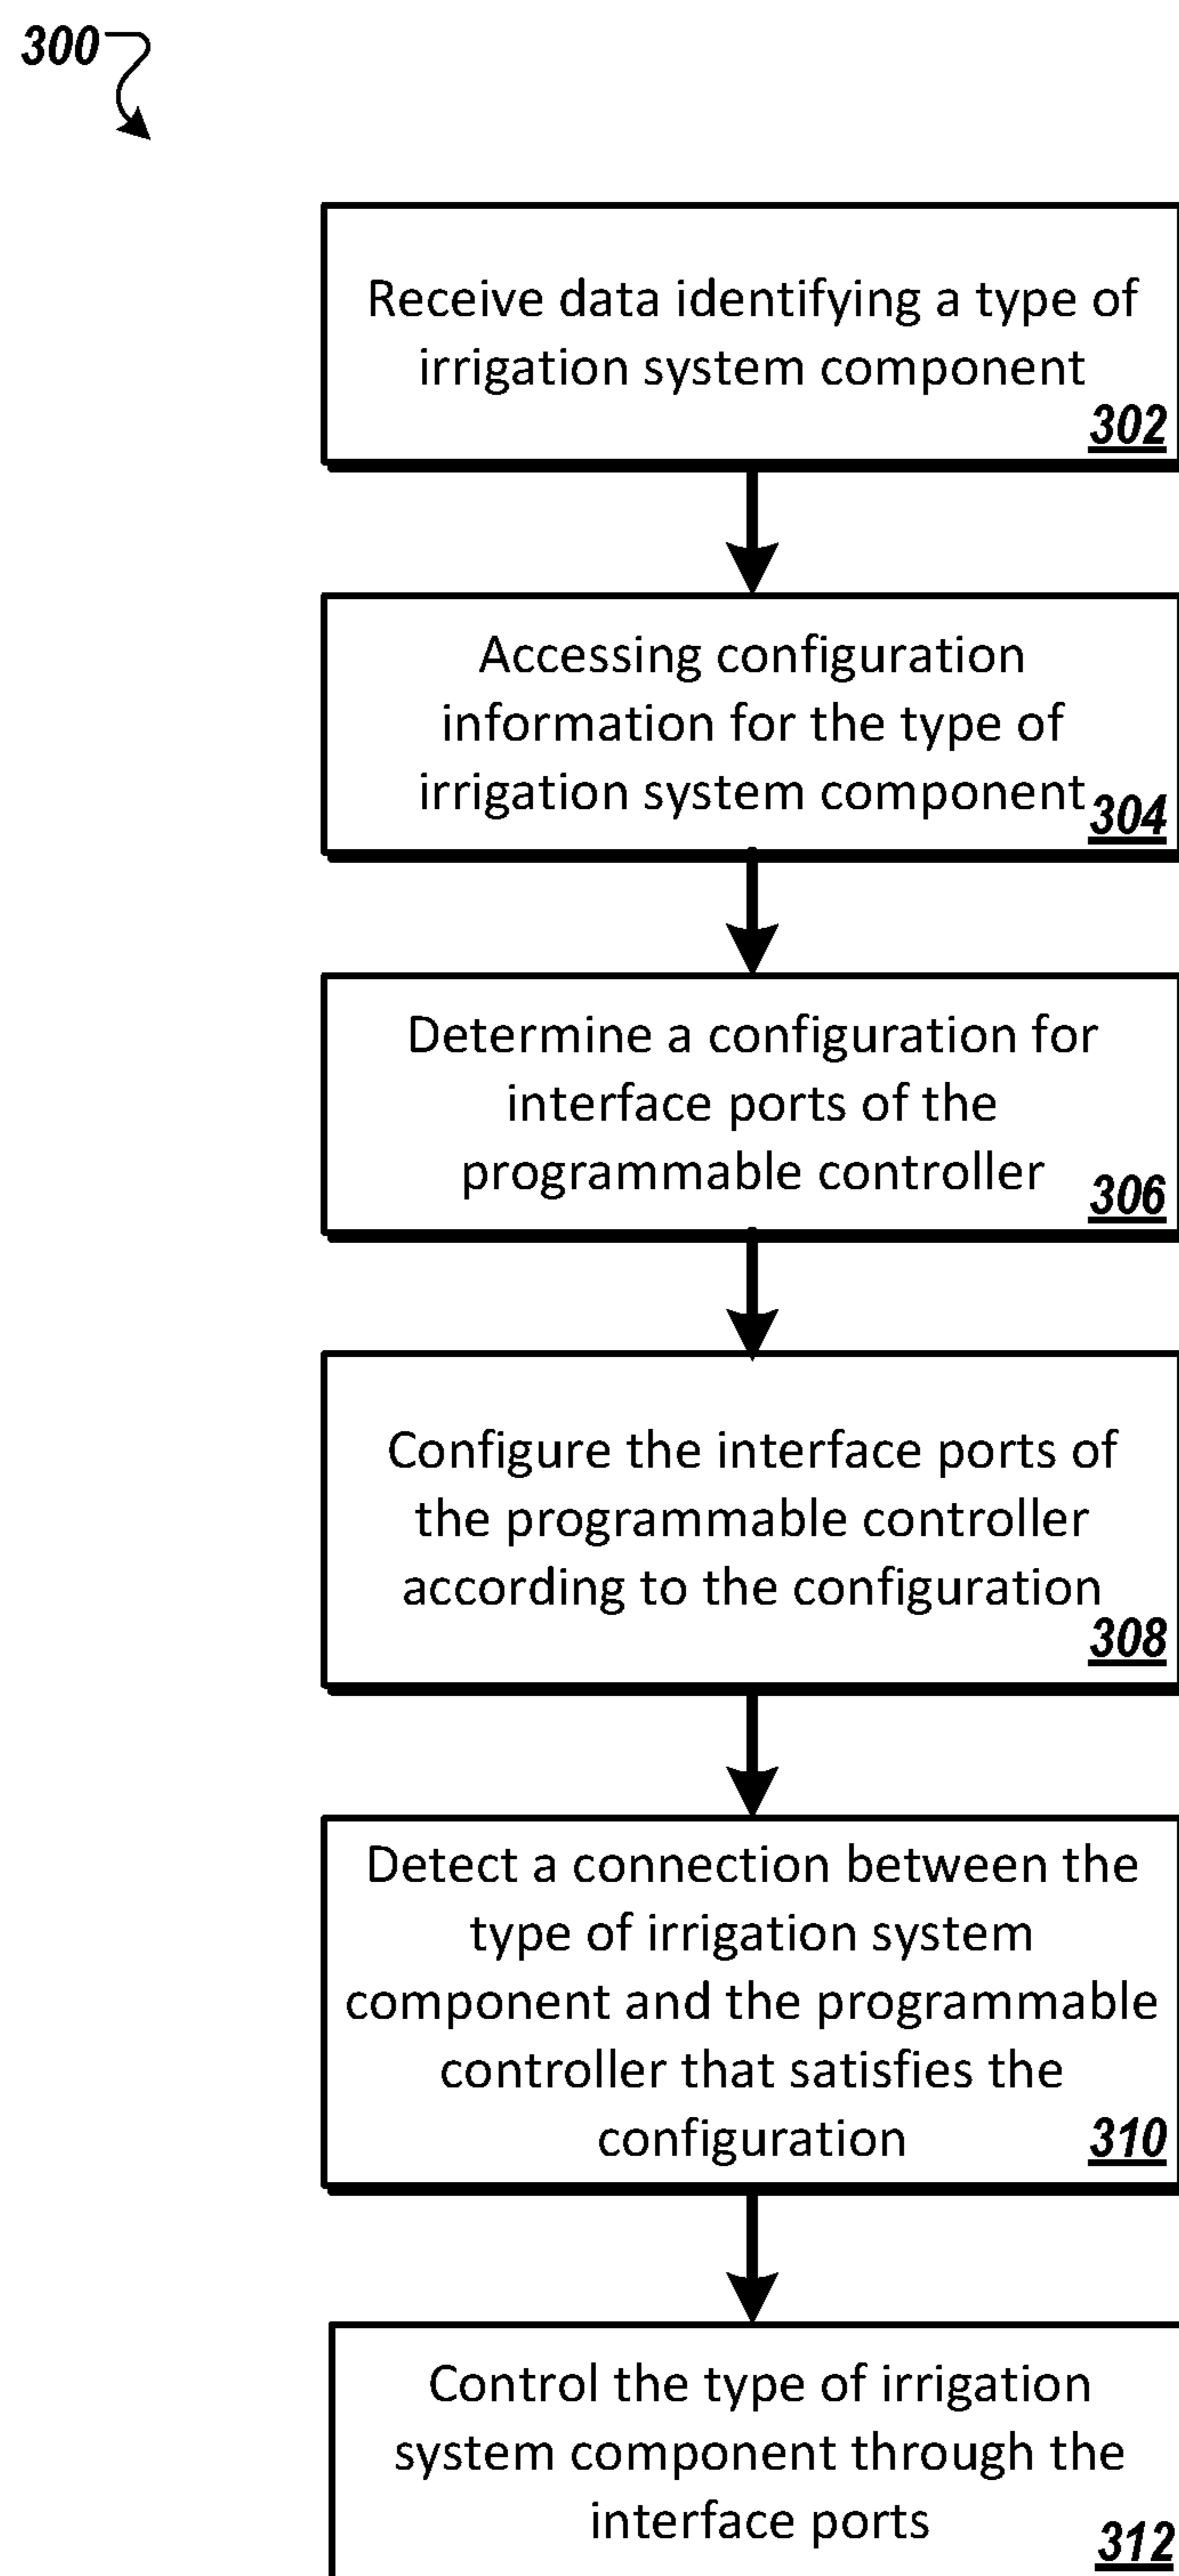 300
Receive data identifying a type of
irrigation system component
302
Accessing configuration
information for the type of
irrigation system component
304
Determine a configuration for
interface ports of the
programmable controller
306
Configure the interface ports of
the programmable controller
according to the configuration
308
Detect a connection between the
type of irrigation system
component and the programmable
controller that satisfies the
configuration
310
Control the type of irrigation
system component through the
interface ports
312